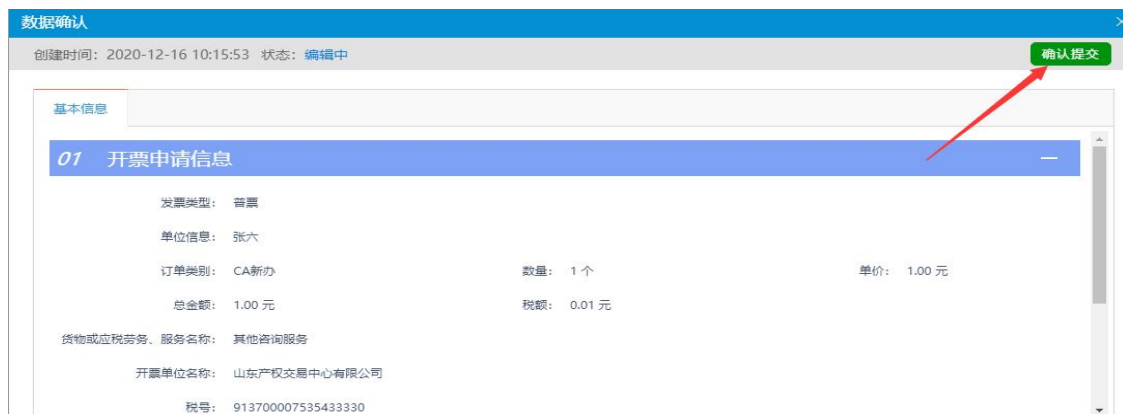 数据确认
创建时间：2020-12-16 10:15:53 状态：编辑中
确认提交
基本信息
01 开票申请信息
发票类型： 普票
单位信息： 张六
订单类别： CA新办 数量： 1 个 单价： 1.00 元
总金额： 1.00 元 税额： 0.01 元
货物或应税劳务、服务名称： 其他咨询服务
开票单位名称： 山东产权交易中心有限公司
税号： 913700007535433330